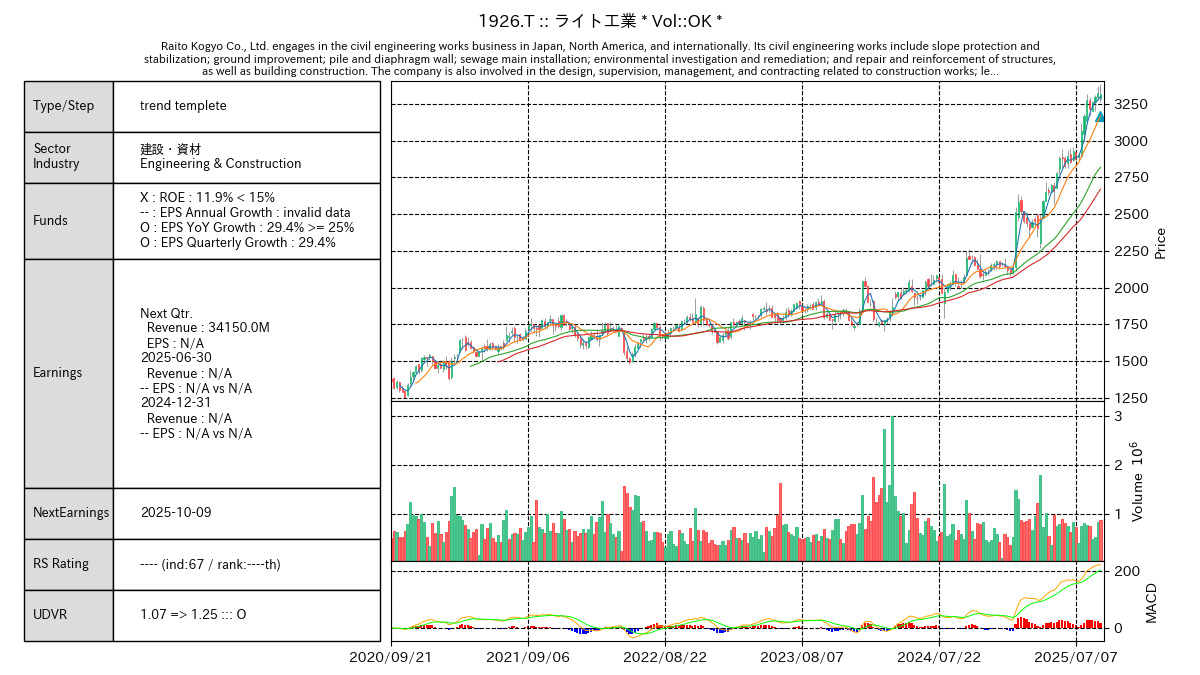 1926.T :: ライト工業 * Vol::OK *
Raito Kogyo Co., Ltd. engages in the civil engineering works business in Japan, North America, and internationally. Its civil engineering works include slope protection and
stabilization; ground improvement; pile and diaphragm wall; sewage main installation; environmental investigation and remediation; and repair and reinforcement of structures,
as well as building construction. The company is also involved in the design, supervision, management, and contracting related to construction works; le...
Type/Step
trend templete
Sector
Industry
建設・資材
Engineering & Construction
Funds
X : ROE : 11.9% < 15%
-- : EPS Annual Growth : invalid data
O : EPS YoY Growth : 29.4% >= 25%
O : EPS Quarterly Growth : 29.4%
Earnings
Next Qtr.
Revenue : 34150.0M
EPS : N/A
2025-06-30
Revenue : N/A
-- EPS : N/A vs N/A
2024-12-31
Revenue : N/A
-- EPS : N/A vs N/A
NextEarnings
2025-10-09
RS Rating
---- (ind:67 / rank:----th)
UDVR
1.07 => 1.25 ::: O
3250
3000
2750
2500
2250
2000
1750
1500
1250
Price
3
2
1
Volume 10^6
200
0
MACD
2020/09/21
2021/09/06
2022/08/22
2023/08/07
2024/07/22
2025/07/07